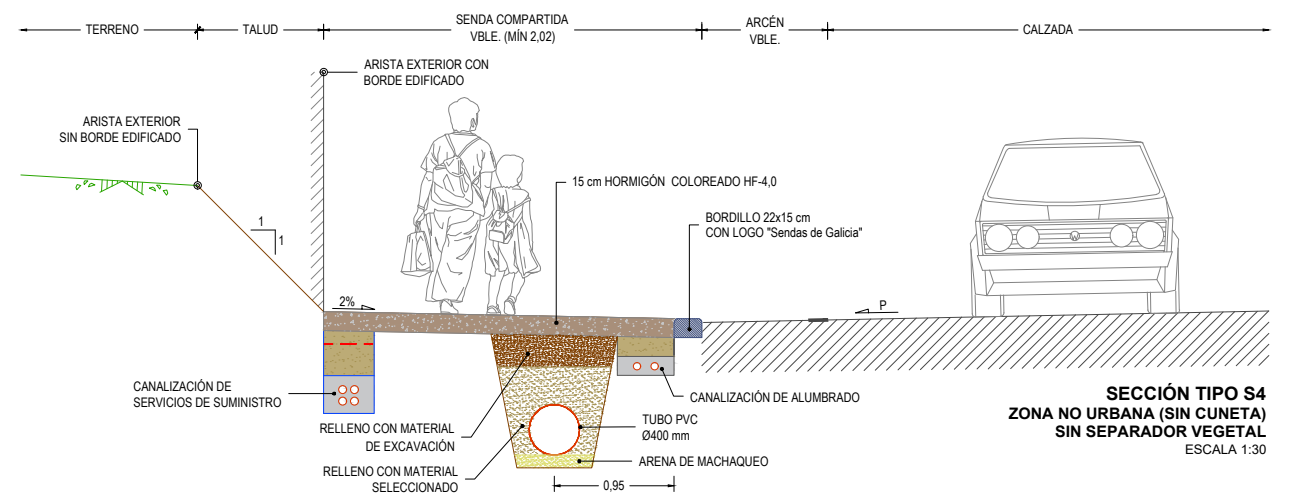 TERRENO
TALUD
SENDA COMPARTIDA
VBLE. (MÍN 2,02)
ARCÉN
VBLE.
CALZADA
ARISTA EXTERIOR CON
BORDE EDIFICADO
ARISTA EXTERIOR
SIN BORDE EDIFICADO
15 cm HORMIGÓN COLOREADO HF-4,0
BORDILLO 22x15 cm
CON LOGO "Sendas de Galicia"
1
1
2%
P
CANALIZACIÓN DE
SERVICIOS DE SUMINISTRO
CANALIZACIÓN DE ALUMBRADO
RELLENO CON MATERIAL
DE EXCAVACIÓN
TUBO PVC
Ø400 mm
RELLENO CON MATERIAL
SELECCIONADO
ARENA DE MACHAQUEO
0,95
SECCIÓN TIPO S4
ZONA NO URBANA (SIN CUNETA)
SIN SEPARADOR VEGETAL
ESCALA 1:30